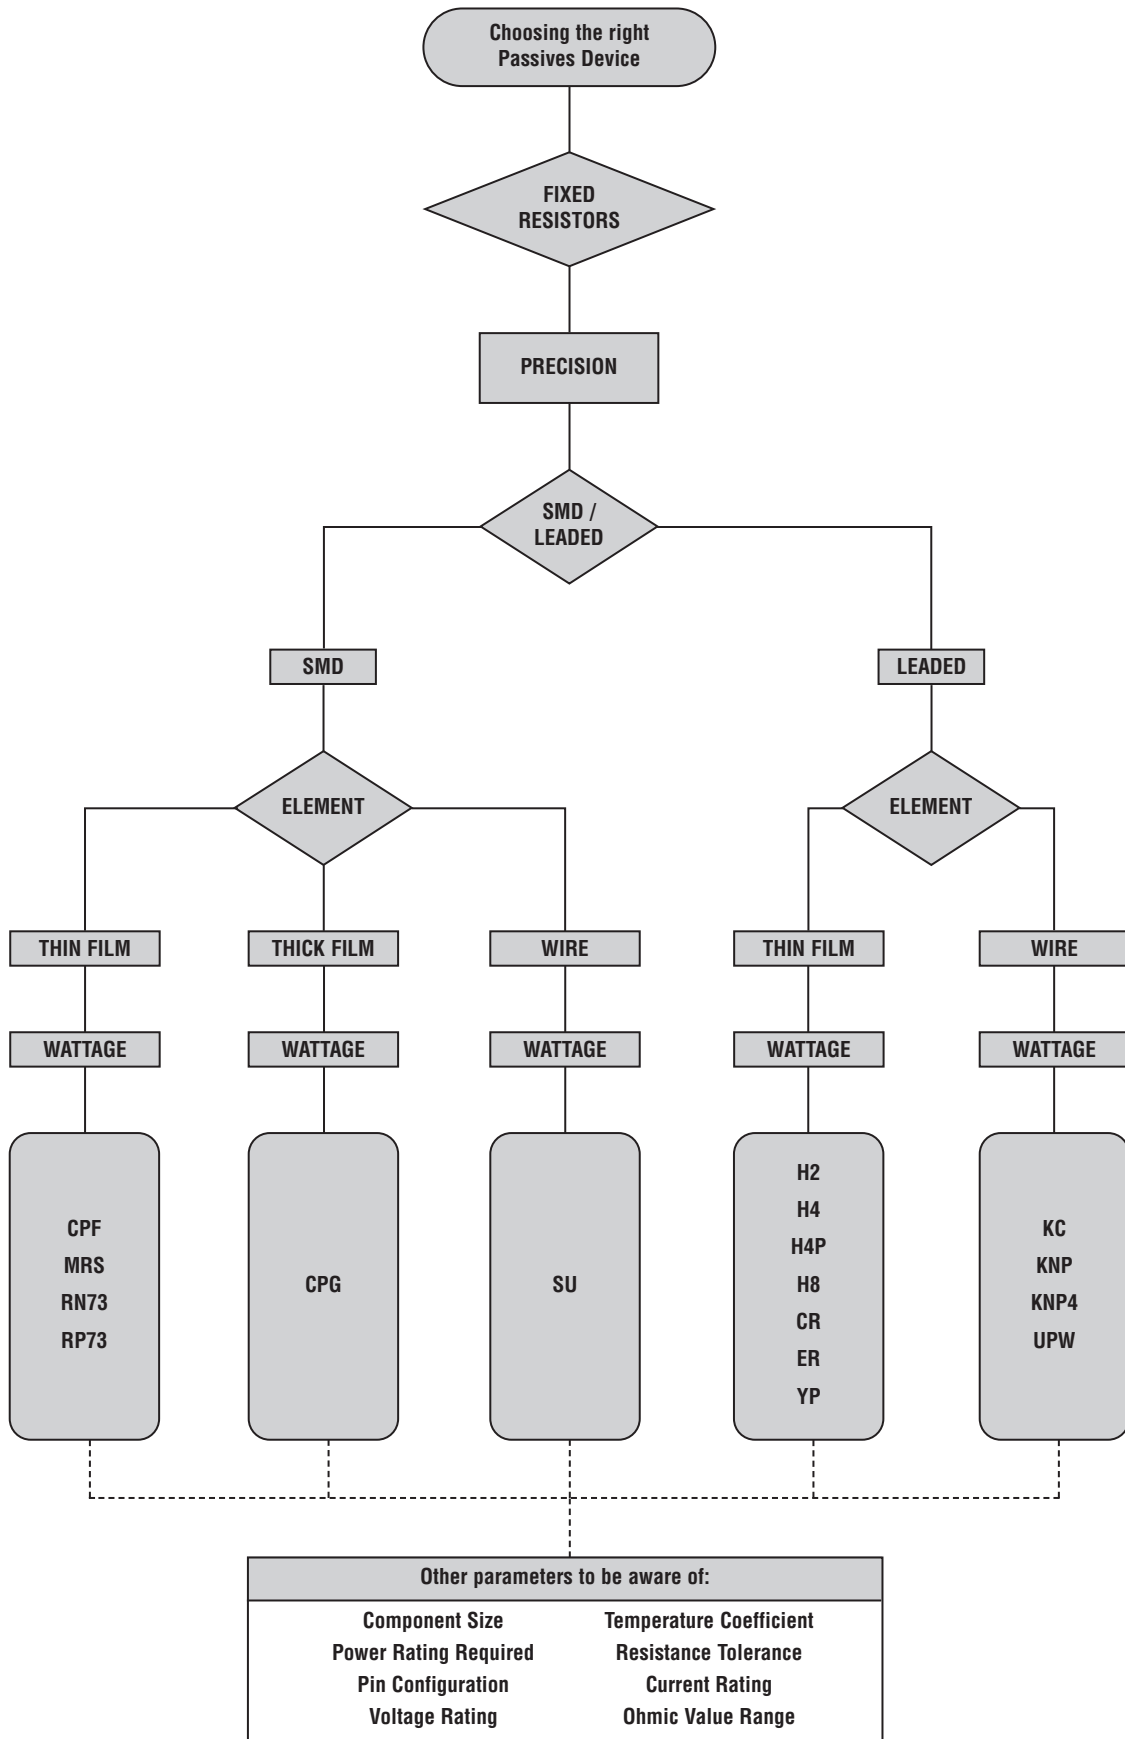 Choosing the right
Passives Device
FIXED
RESISTORS
PRECISION
SMD /
LEADED
SMD
LEADED
ELEMENT
ELEMENT
THIN FILM
THICK FILM
WIRE
THIN FILM
WIRE
WATTAGE
WATTAGE
WATTAGE
WATTAGE
WATTAGE
CPF
MRS
RN73
RP73
CPG
SU
H2
H4
H4P
H8
CR
ER
YP
KC
KNP
KNP4
UPW
Other parameters to be aware of:
Component Size
Power Rating Required
Pin Configuration
Voltage Rating
Temperature Coefficient
Resistance Tolerance
Current Rating
Ohmic Value Range